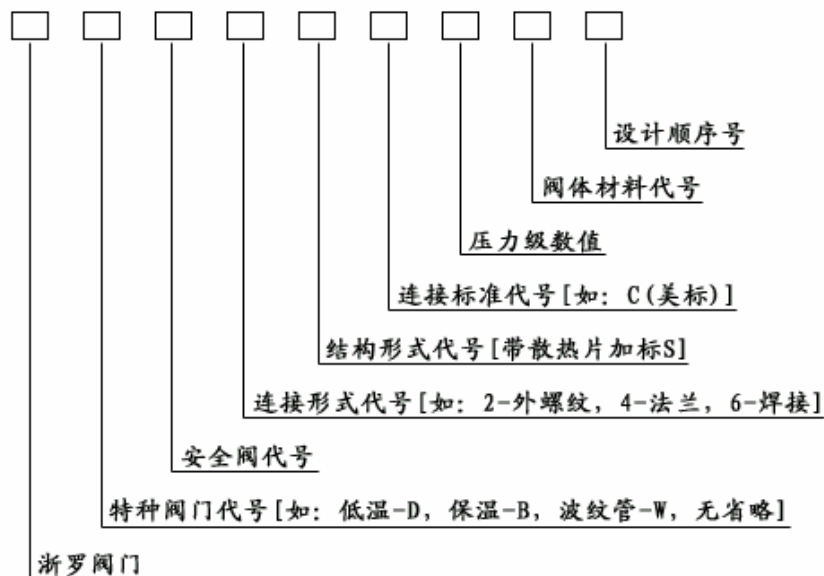 设计顺序号
阀体材料代号
压力级数值
连接标准代号[如: C(美标)]
结构形式代号[带散热片加标S]
连接形式代号[如: 2-外螺纹, 4-法兰, 6-焊接]
安全阀代号
特种阀门代号[如: 低温-D, 保温-B, 波纹管-W, 无省略]
浙罗阀门